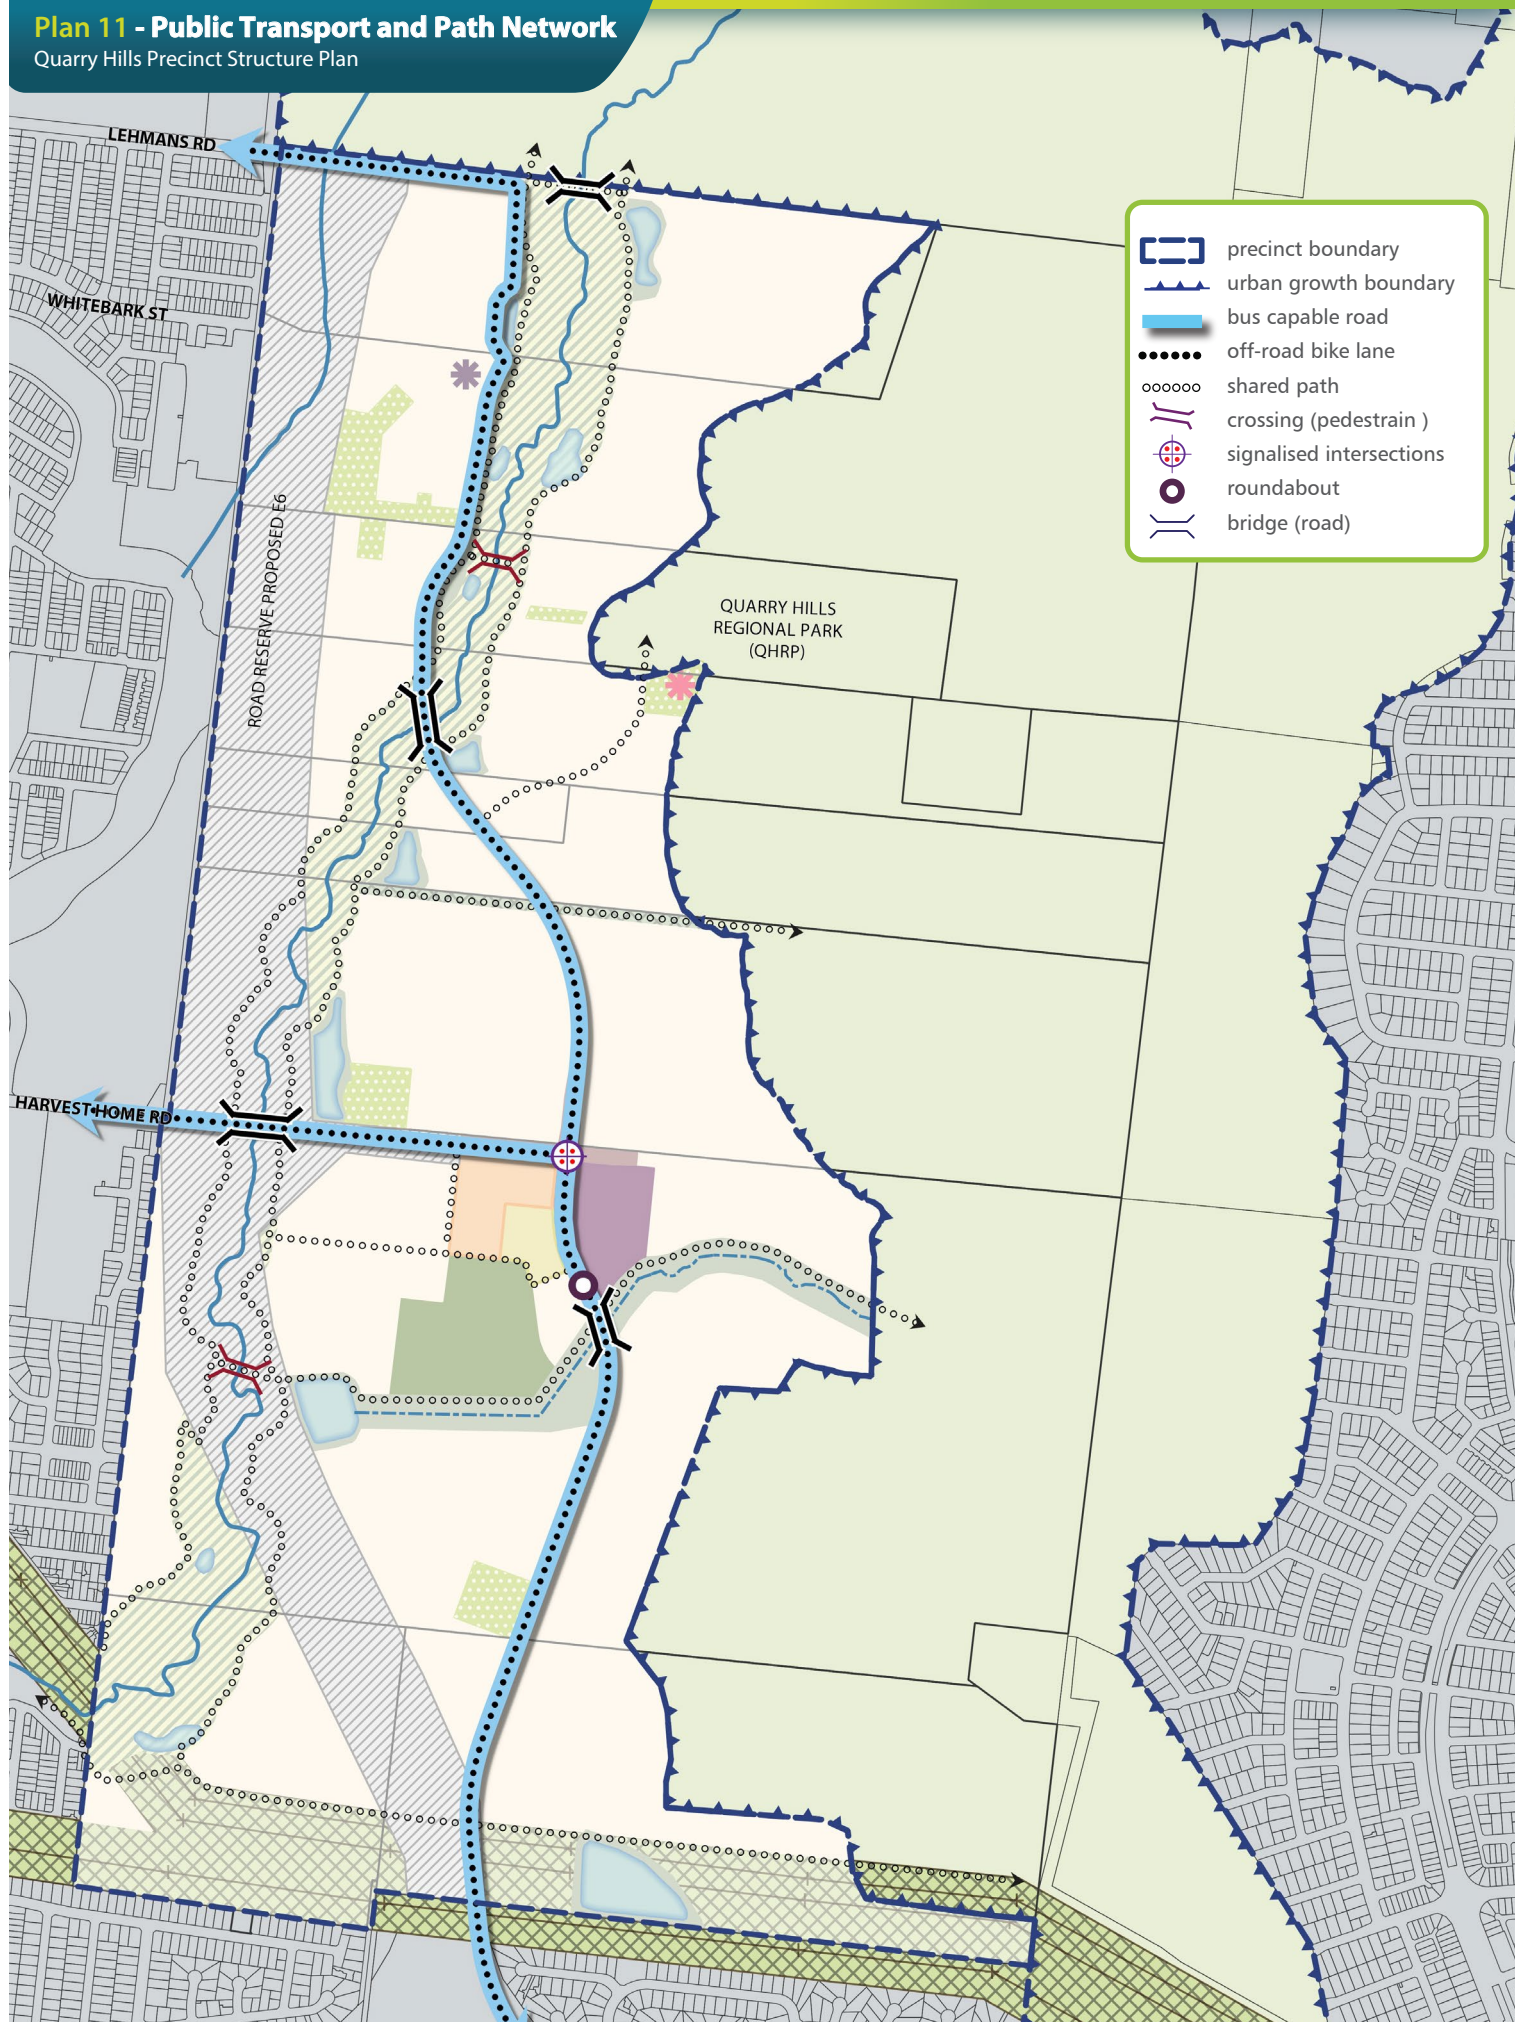 Plan 11 - Public Transport and Path Network
Quarry Hills Precinct Structure Plan
LEHMANS RD
WHITEBARK ST
precinct boundary
urban growth boundary
bus capable road
off-road bike lane
shared path
crossing (pedestrain )
signalised intersections
roundabout
bridge (road)
ROAD RESERVE PROPOSED E6
QUARRY HILLS
REGIONAL PARK
(QHRP)
HARVEST HOME RD